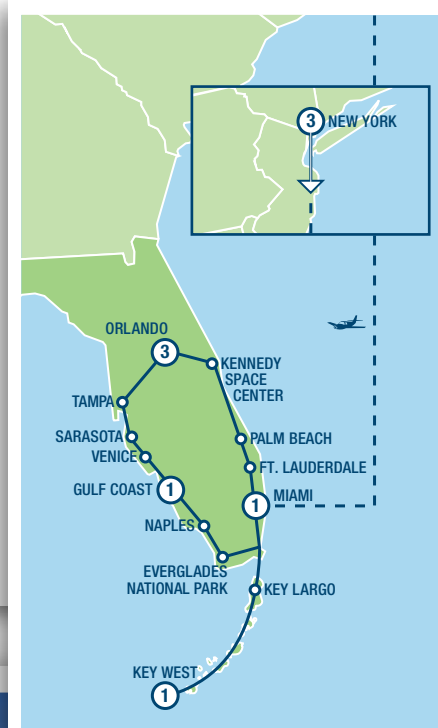 3 NEW YORK
ORLANDO
3
KENNEDY
SPACE
CENTER
TAMPA
SARASOTA
PALM BEACH
VENICE
FT. LAUDERDALE
GULF COAST 1
1 MIAMI
NAPLES
EVERGLADES
NATIONAL PARK
KEY LARGO
KEY WEST
1